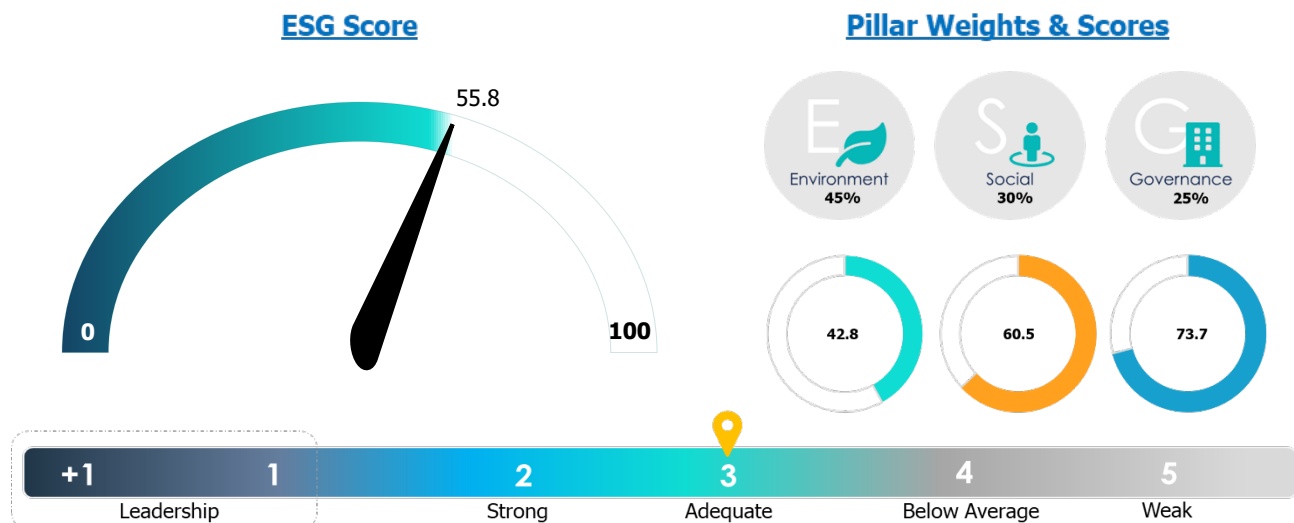 ESG Score
55.8
0
100
Pillar Weights & Scores
E
Environment
45%
S
Social
30%
G
Governance
25%
42.8
60.5
73.7
+1 1 2 3 4 5
Leadership Strong Adequate Below Average Weak